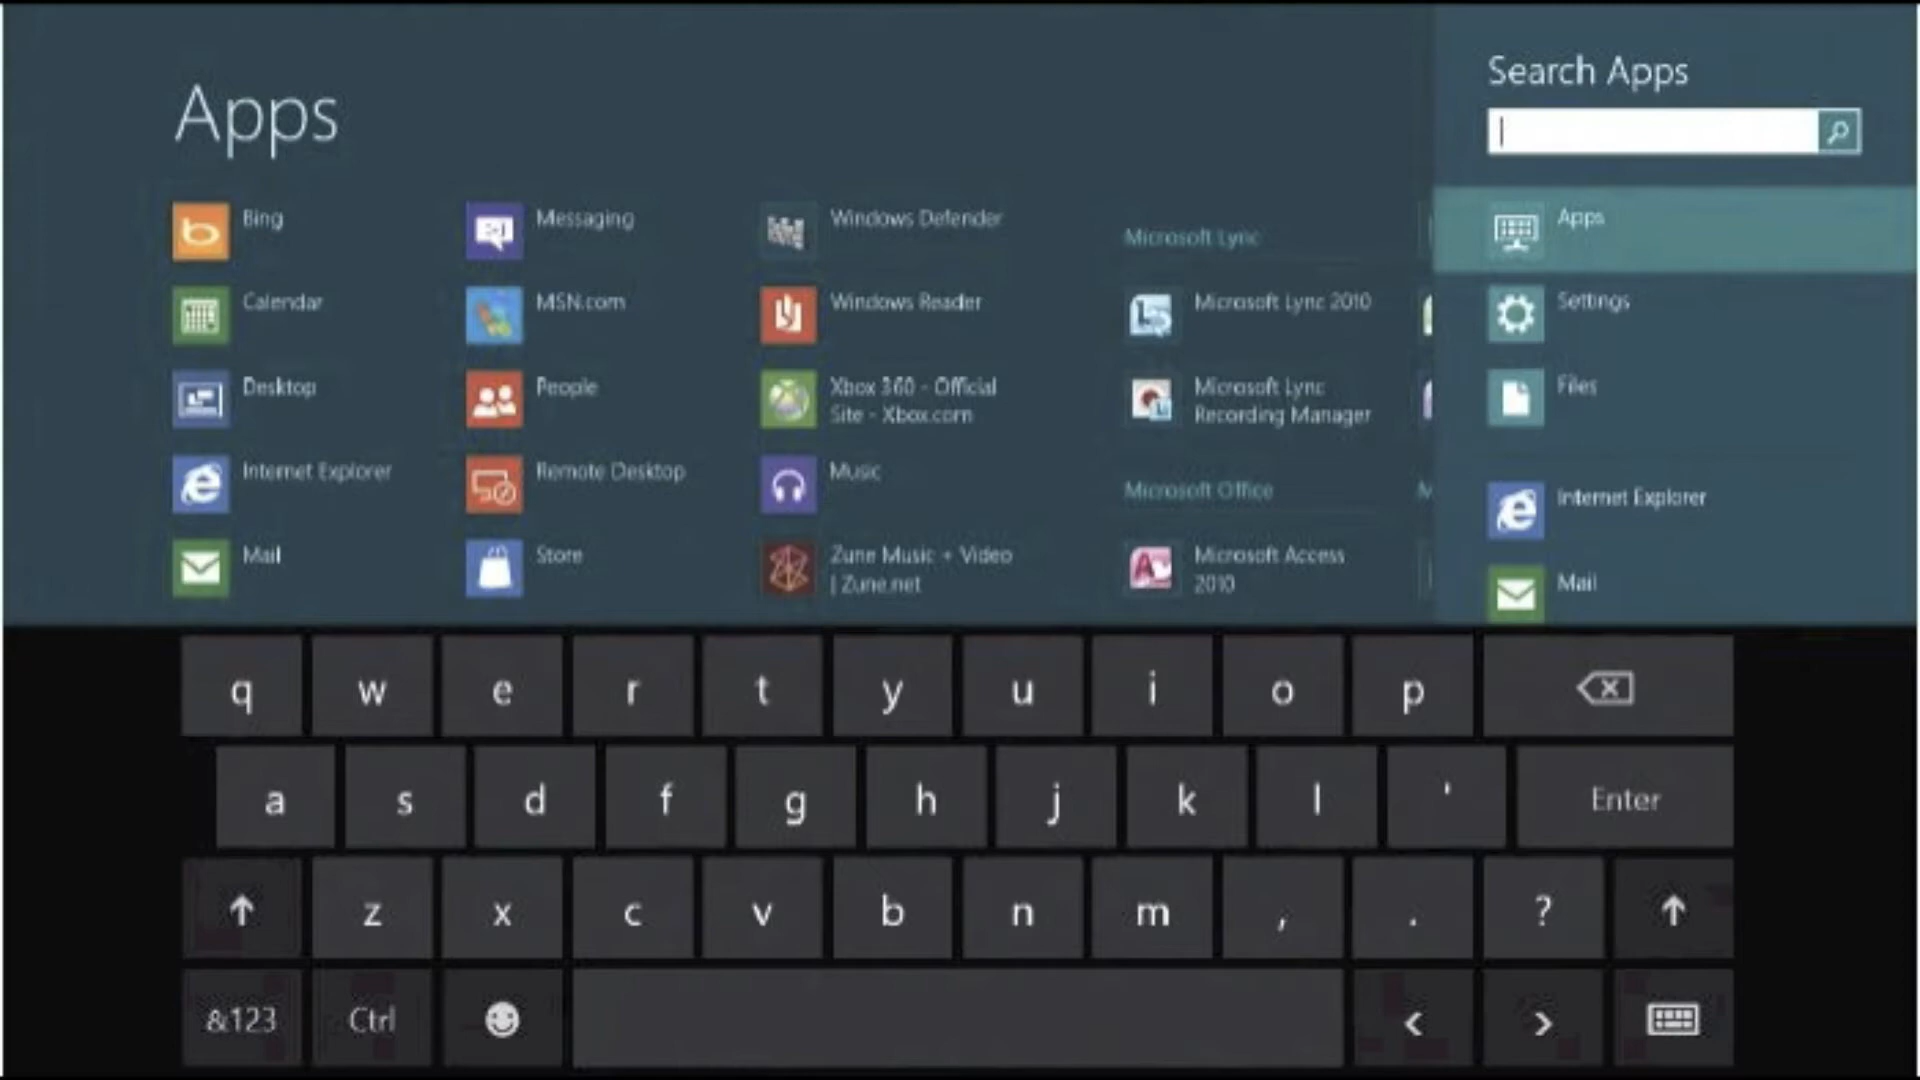 Apps
Bing
Calendar
Desktop
Internet Explorer
Mail
Messaging
MSN.com
People
Remote Desktop
Store
Windows Defender
Windows Reader
Xbox 360 - Official
Site - Xbox.com
Music
Zune Music + Video
| Zune.net
Microsoft Lync
Microsoft Lync 2010
Microsoft Lync
Recording Manager
Microsoft Office
Microsoft Access
2010
Search Apps
Apps
Settings
Files
Internet Explorer
Mail
q w e r t y u i o p
a s d f g h j k l ' Enter
z x c v b n m , . ?
&123 Ctrl < >